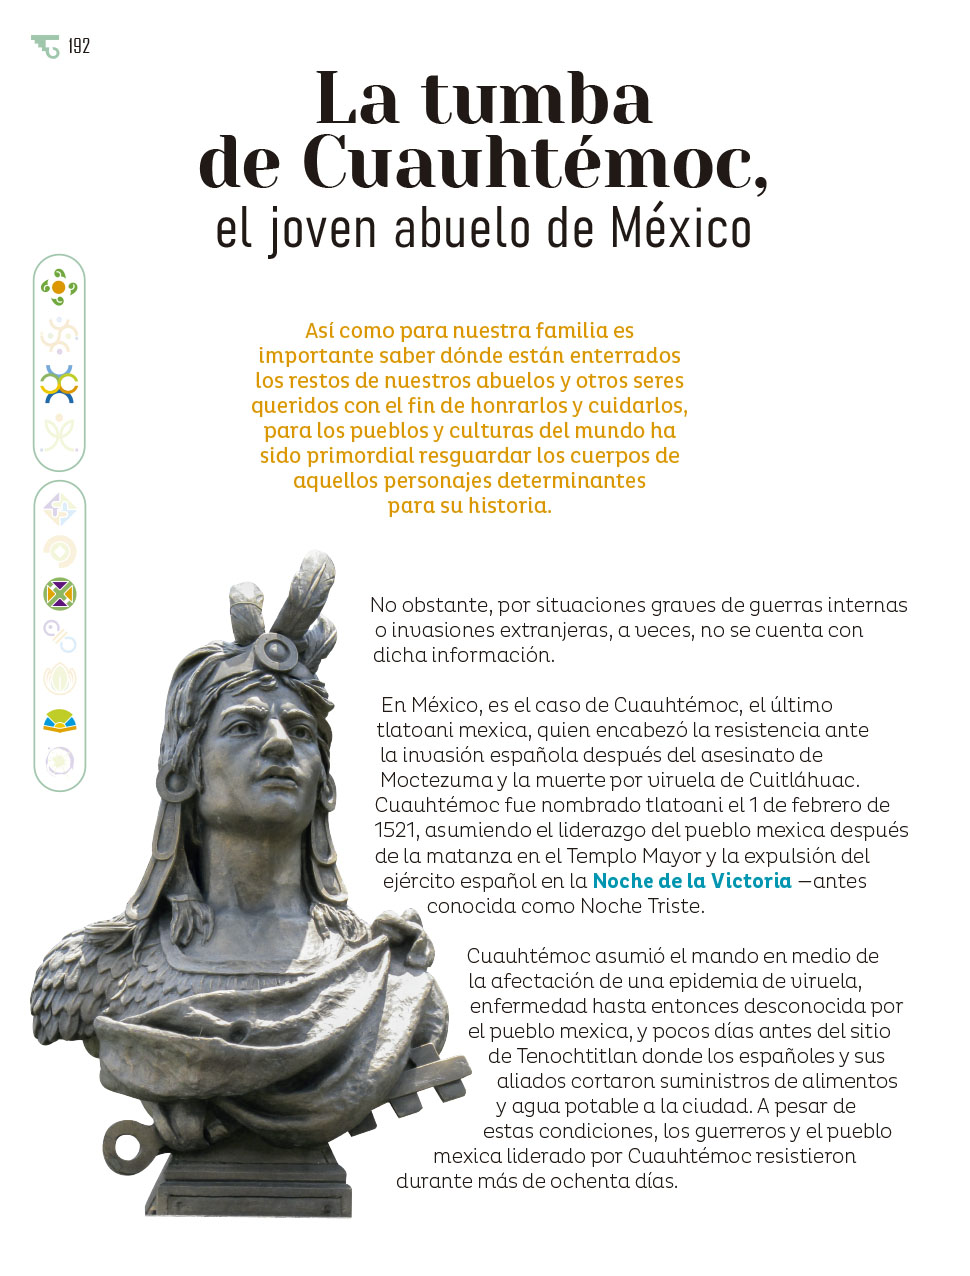 192
La tumba
de Cuauhtémoc,
el joven abuelo de México
Así como para nuestra familia es
importante saber dónde están enterrados
los restos de nuestros abuelos y otros seres
queridos con el fin de honrarlos y cuidarlos,
para los pueblos y culturas del mundo ha
sido primordial resguardar los cuerpos de
aquellos personajes determinantes
para su historia.
No obstante, por situaciones graves de guerras internas
o invasiones extranjeras, a veces, no se cuenta con
dicha información.
En México, es el caso de Cuauhtémoc, el último
tlatoani mexica, quien encabezó la resistencia ante
la invasión española después del asesinato de
Moctezuma y la muerte por viruela de Cuitláhuac.
Cuauhtémoc fue nombrado tlatoani el 1 de febrero de
1521, asumiendo el liderazgo del pueblo mexica después
de la matanza en el Templo Mayor y la expulsión del
ejército español en la Noche de la Victoria —antes
conocida como Noche Triste.
Cuauhtémoc asumió el mando en medio de
la afectación de una epidemia de viruela,
enfermedad hasta entonces desconocida por
el pueblo mexica, y pocos días antes del sitio
de Tenochtitlan donde los españoles y sus
aliados cortaron suministros de alimentos
y agua potable a la ciudad. A pesar de
estas condiciones, los guerreros y el pueblo
mexica liderado por Cuauhtémoc resistieron
durante más de ochenta días.